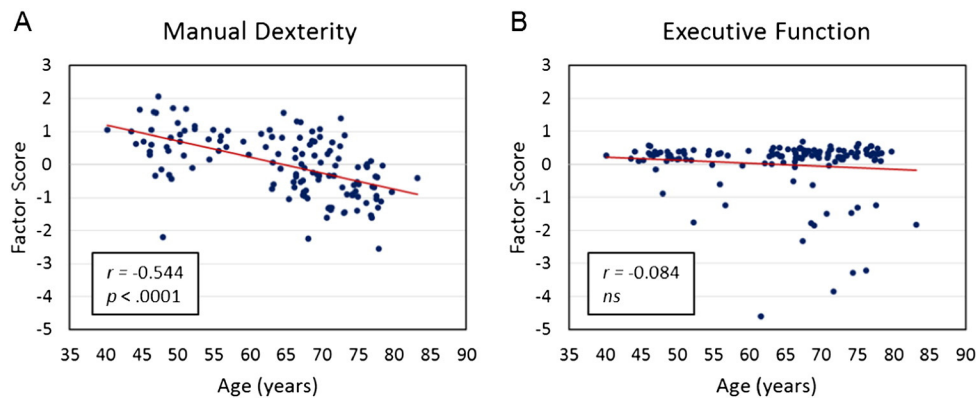 A
Manual Dexterity
3
2
1
0
-1
-2
-3
-4
-5
Factor Score
r = -0.544
p < .0001
35 40 45 50 55 60 65 70 75 80 85 90
Age (years)
B
Executive Function
3
2
1
0
-1
-2
-3
-4
-5
Factor Score
r = -0.084
ns
35 40 45 50 55 60 65 70 75 80 85 90
Age (years)